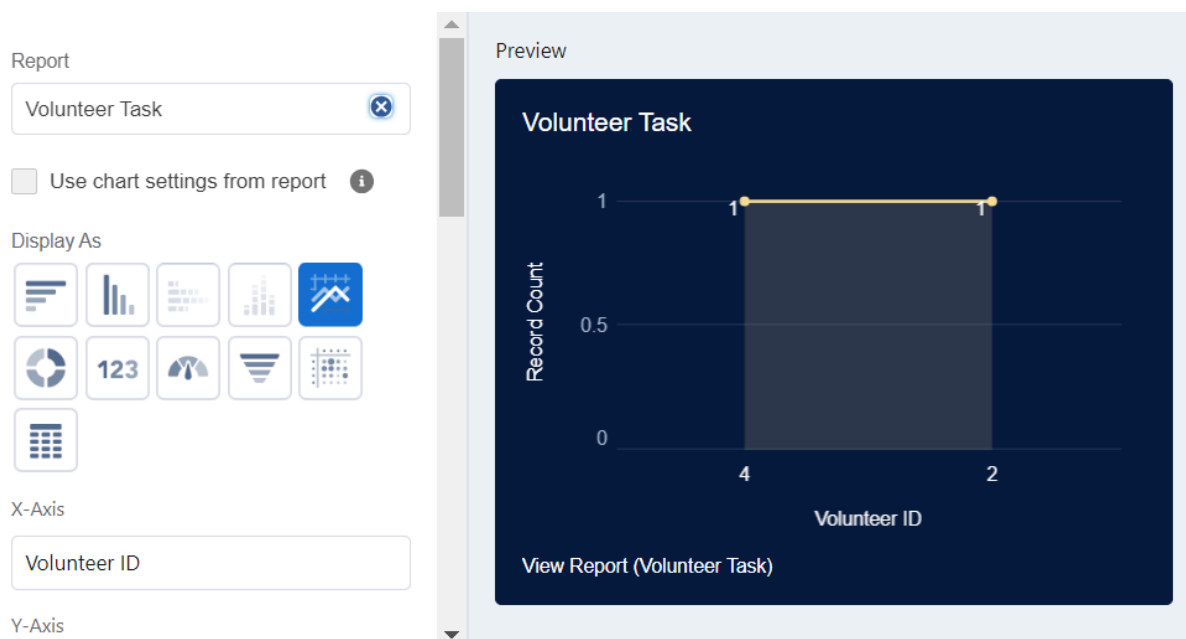 Report
Volunteer Task
Use chart settings from report
Display As
123
X-Axis
Volunteer ID
Y-Axis
Preview
Volunteer Task
1
1
1
0.5
0
Record Count
4
2
Volunteer ID
View Report (Volunteer Task)